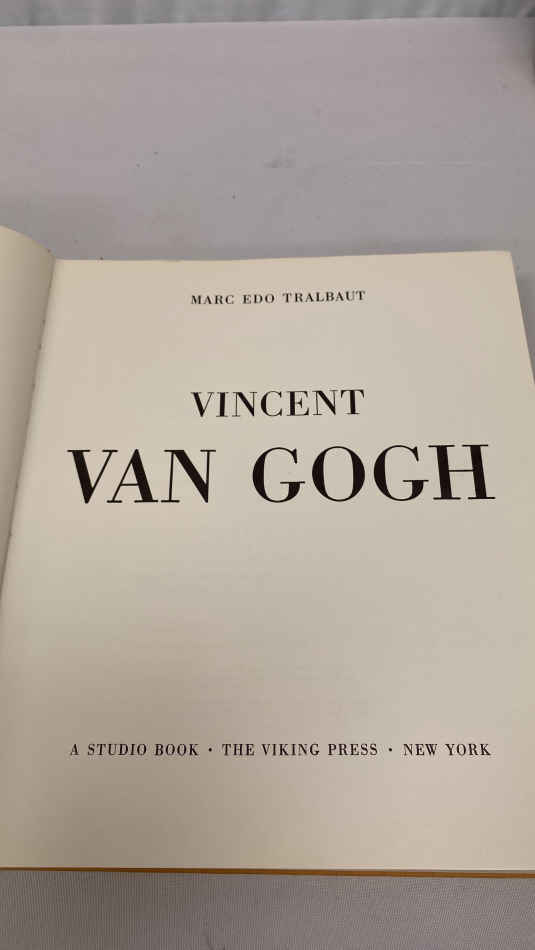 MARC EDO TRALBAUT
VINCENT
VAN GOGH
A STUDIO BOOK · THE VIKING PRESS · NEW YORK